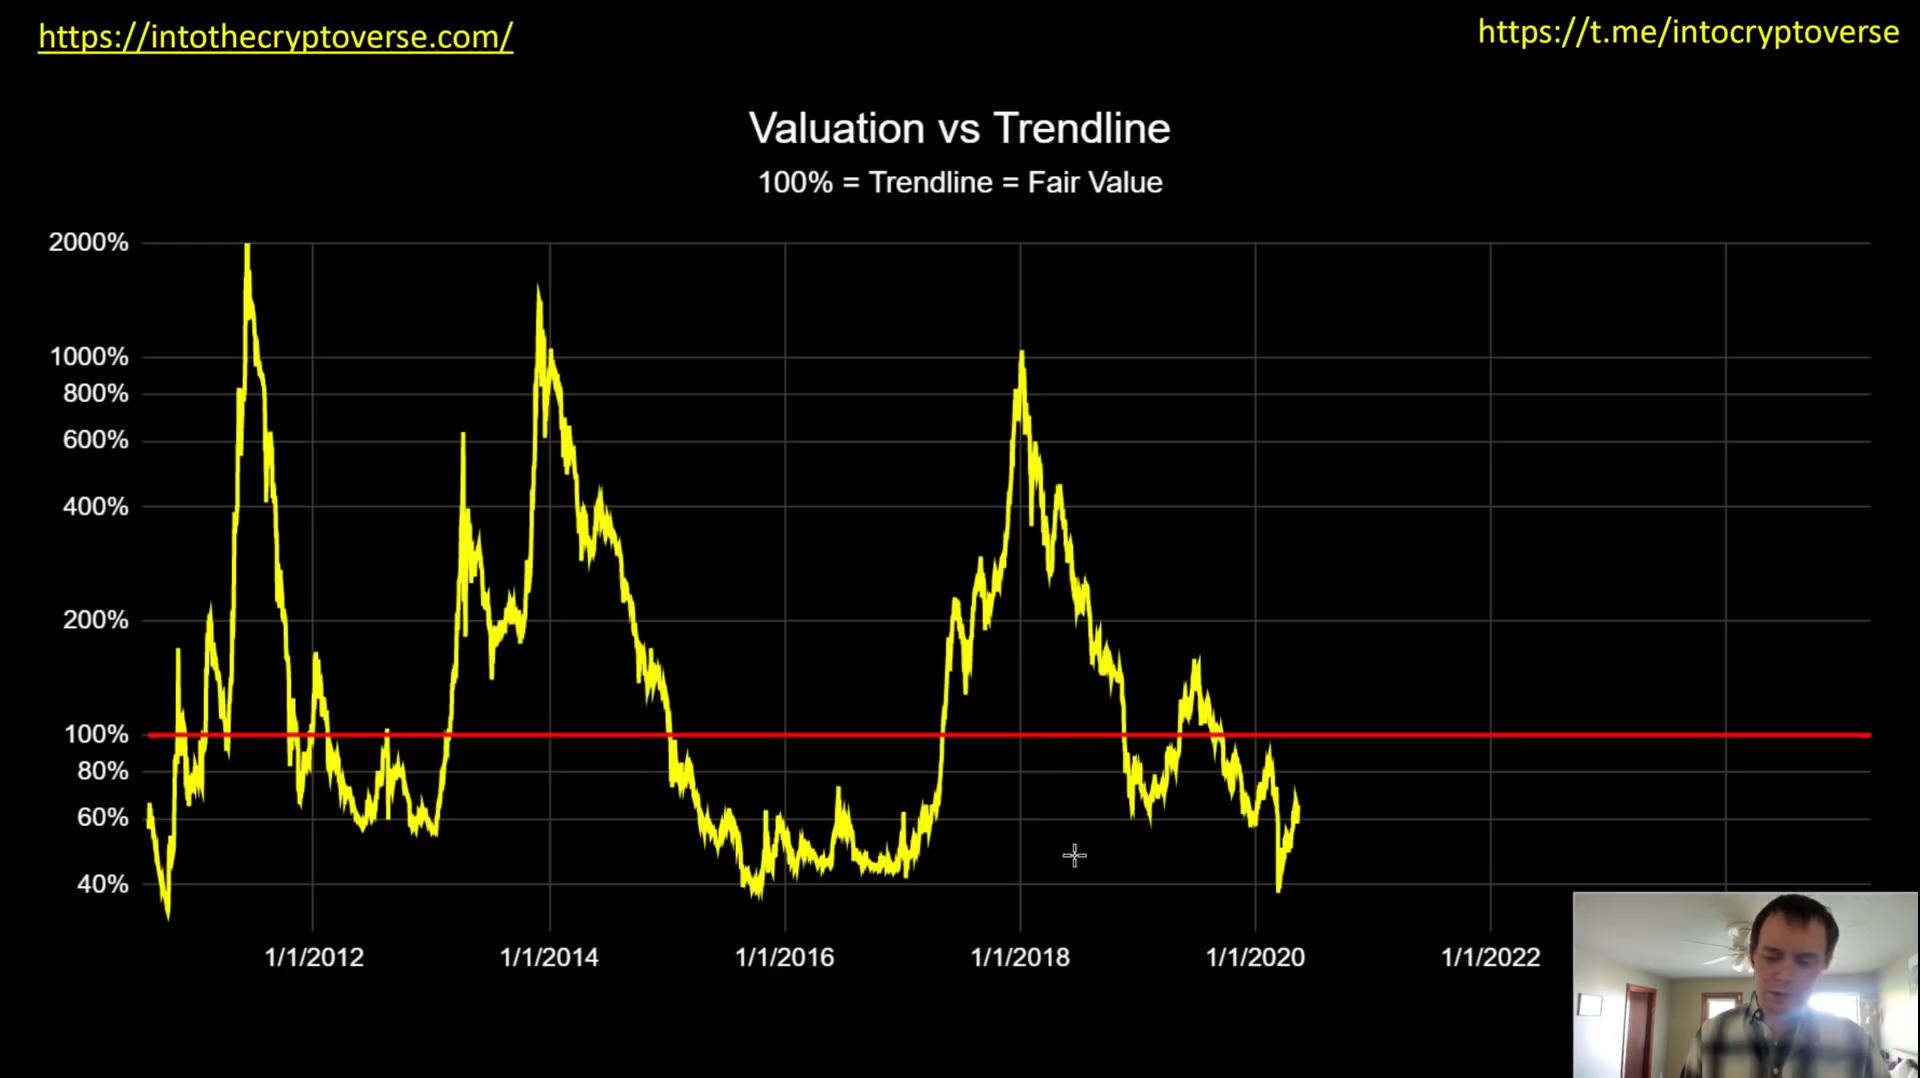 https://intothecryptoverse.com/
https://t.me/intocryptoverse
Valuation vs Trendline
100% = Trendline = Fair Value
2000%
1000%
800%
600%
400%
200%
100%
80%
60%
40%
1/1/2012 1/1/2014 1/1/2016 1/1/2018 1/1/2020 1/1/2022